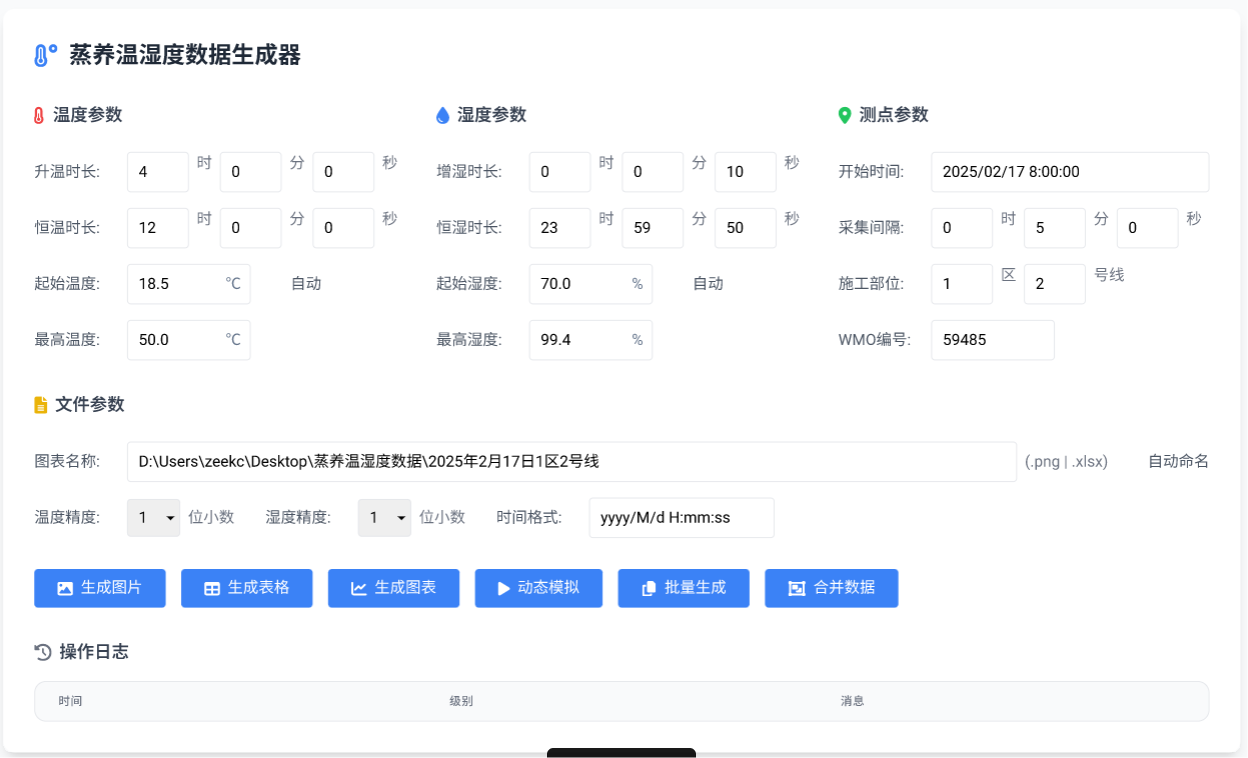 蒸养温湿度数据生成器
温度参数 湿度参数 测点参数
升温时长: 4 时 0 分 0 秒 增湿时长: 0 时 0 分 10 秒 开始时间: 2025/02/17 8:00:00
恒温时长: 12 时 0 分 0 秒 恒湿时长: 23 时 59 分 50 秒 采集间隔: 0 时 5 分 0 秒
起始温度: 18.5 °C 自动 起始湿度: 70.0 % 自动 施工部位: 1 区 2 号线
最高温度: 50.0 °C 最高湿度: 99.4 % WMO编号: 59485
文件参数
图表名称: D:\Users\zeekc\Desktop\蒸养温湿度数据\2025年2月17日1区2号线 (.png | .xlsx) 自动命名
温度精度: 1 位小数 湿度精度: 1 位小数 时间格式: yyyy/M/d H:mm:ss
生成图片 生成表格 生成图表 动态模拟 批量生成 合并数据
操作日志
时间 级别 消息